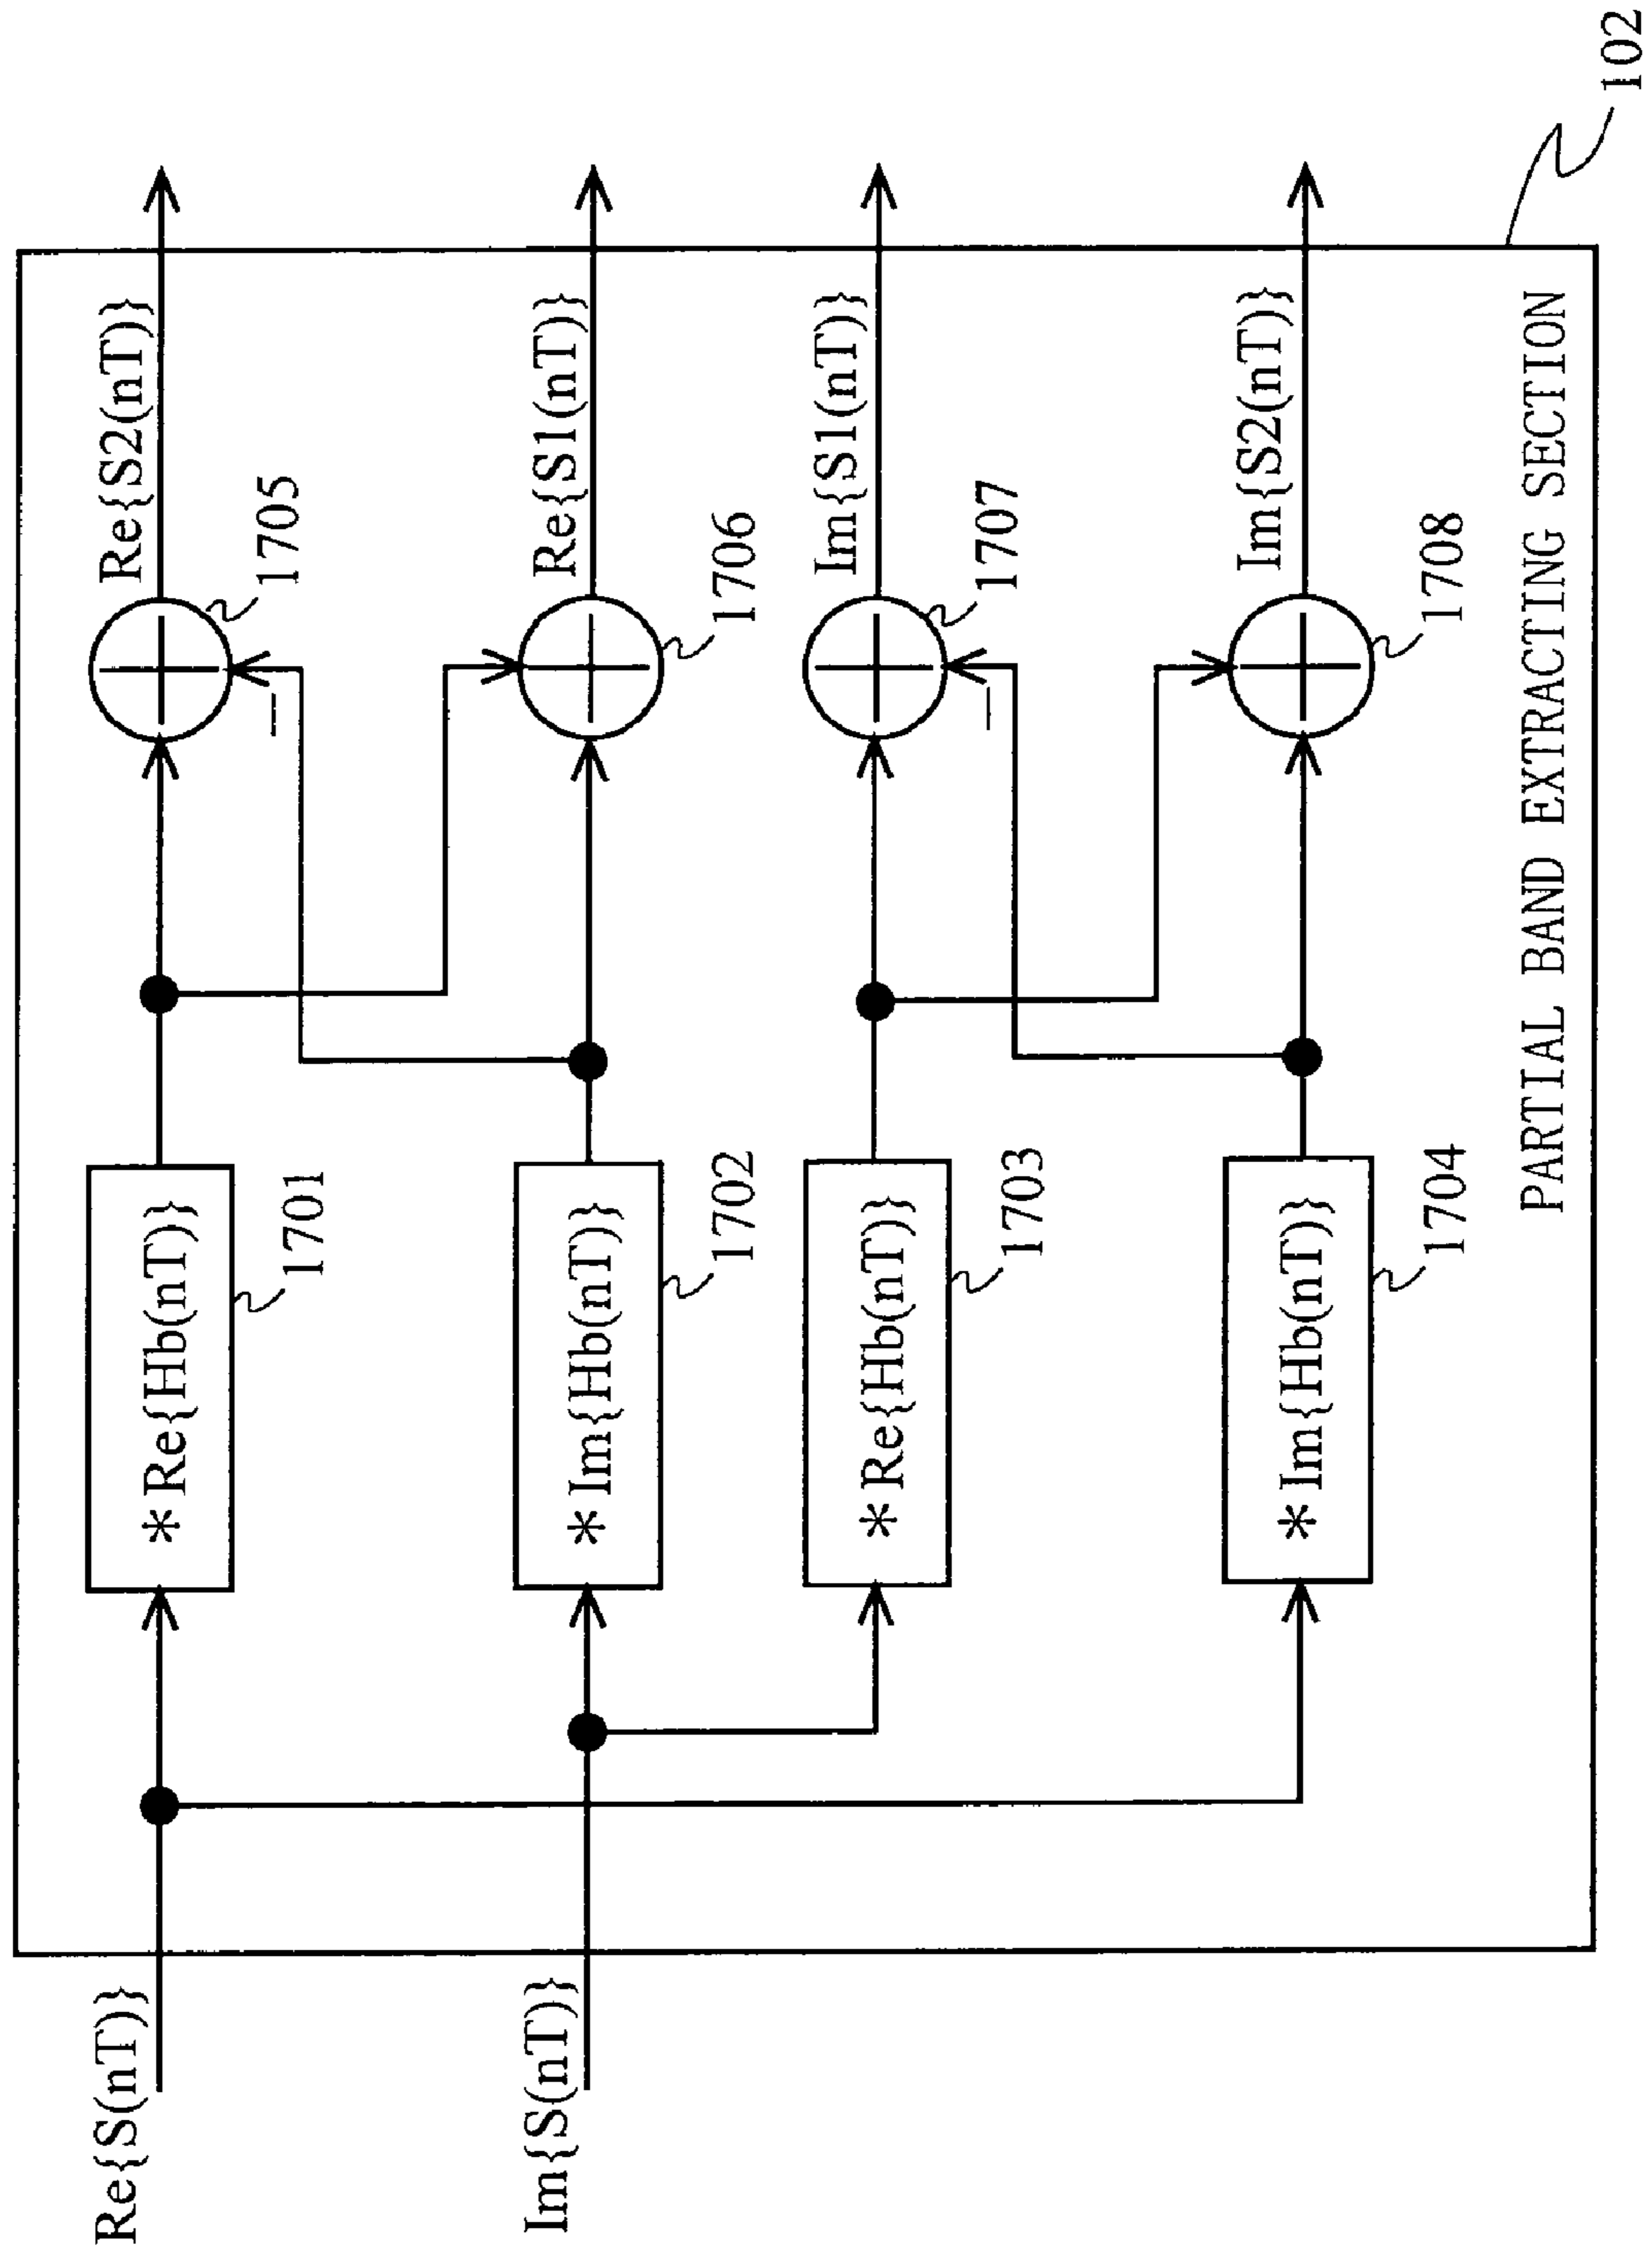 Re{S(nT)}
Im{S(nT)}
*Re{Hb(nT)}
1701
*Im{Hb(nT)}
1702
*Re{Hb(nT)}
1703
*Im{Hb(nT)}
1704
Re{S2(nT)}
1705
–
Re{S1(nT)}
1706
Im{S1(nT)}
1707
–
Im{S2(nT)}
1708
PARTIAL BAND EXTRACTING SECTION
102